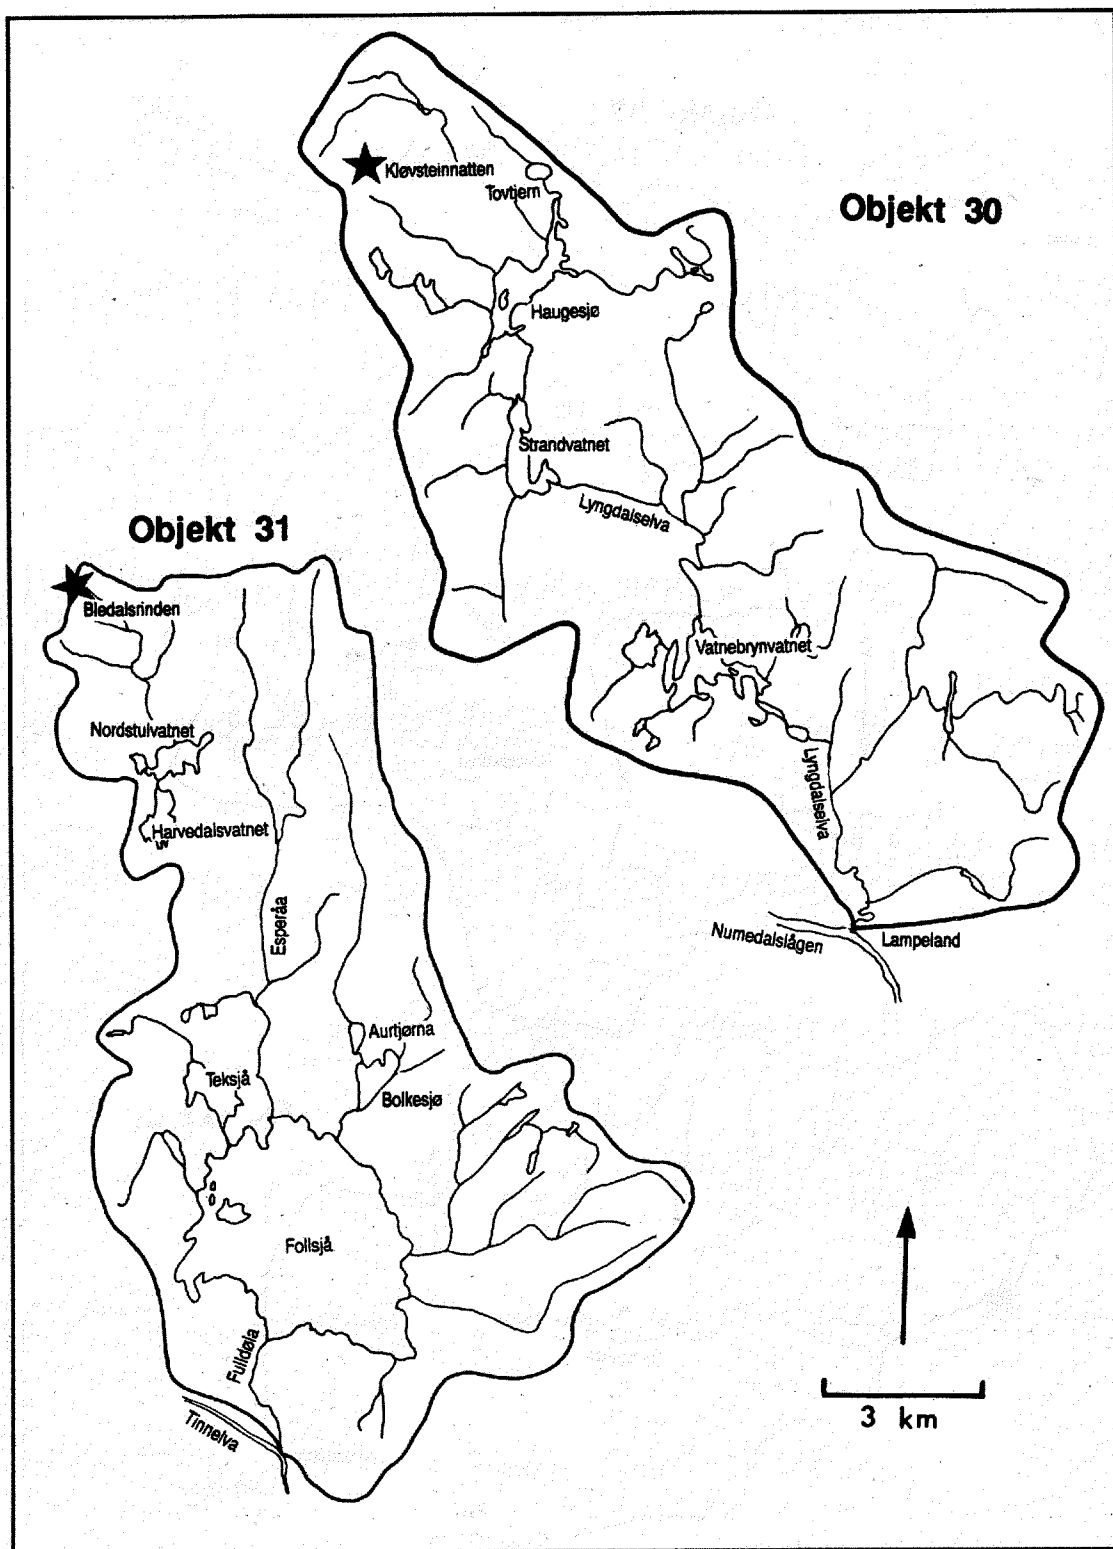 Kløvsteinnatten
Tovtjern
Objekt 30
Haugesjø
Strandvatnet
Lyngdalselva
Objekt 31
Bledalsrinden
Vatnebrynvatnet
Nordstulvatnet
Lyngdalselva
Harvedalsvatnet
Esperåa
Numedalslågen
Lampeland
Aurtjørna
Teksjå
Bolkesjø
Follsjå
Fulldøla
Tinnelva
3 km